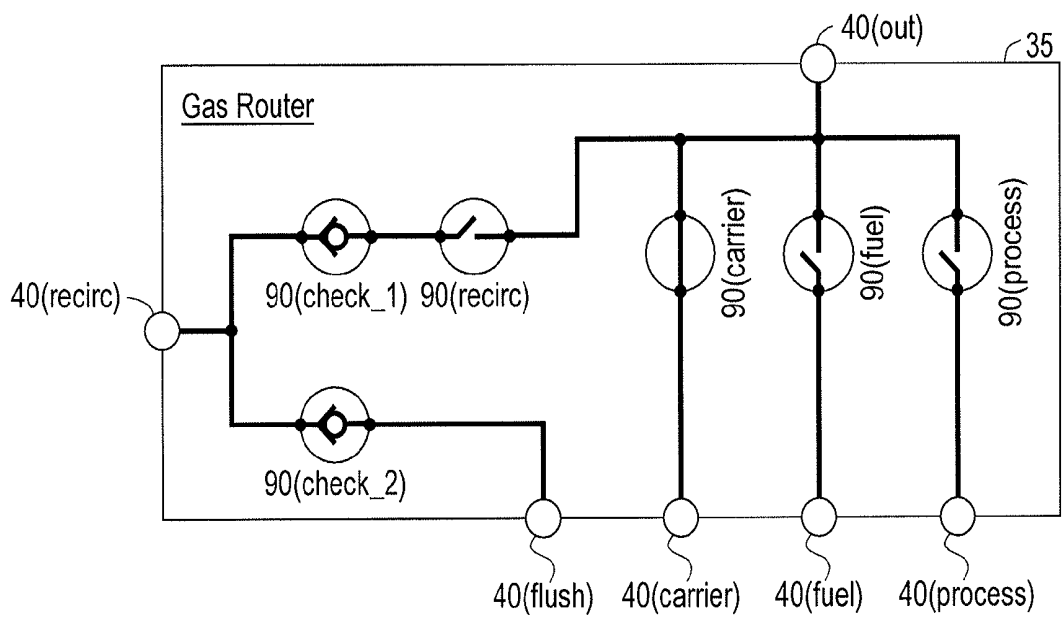 40(out)
35
Gas Router
90(carrier)
90(fuel)
90(process)
90(check_1)
90(recirc)
40(recirc)
90(check_2)
40(flush)
40(carrier)
40(fuel)
40(process)